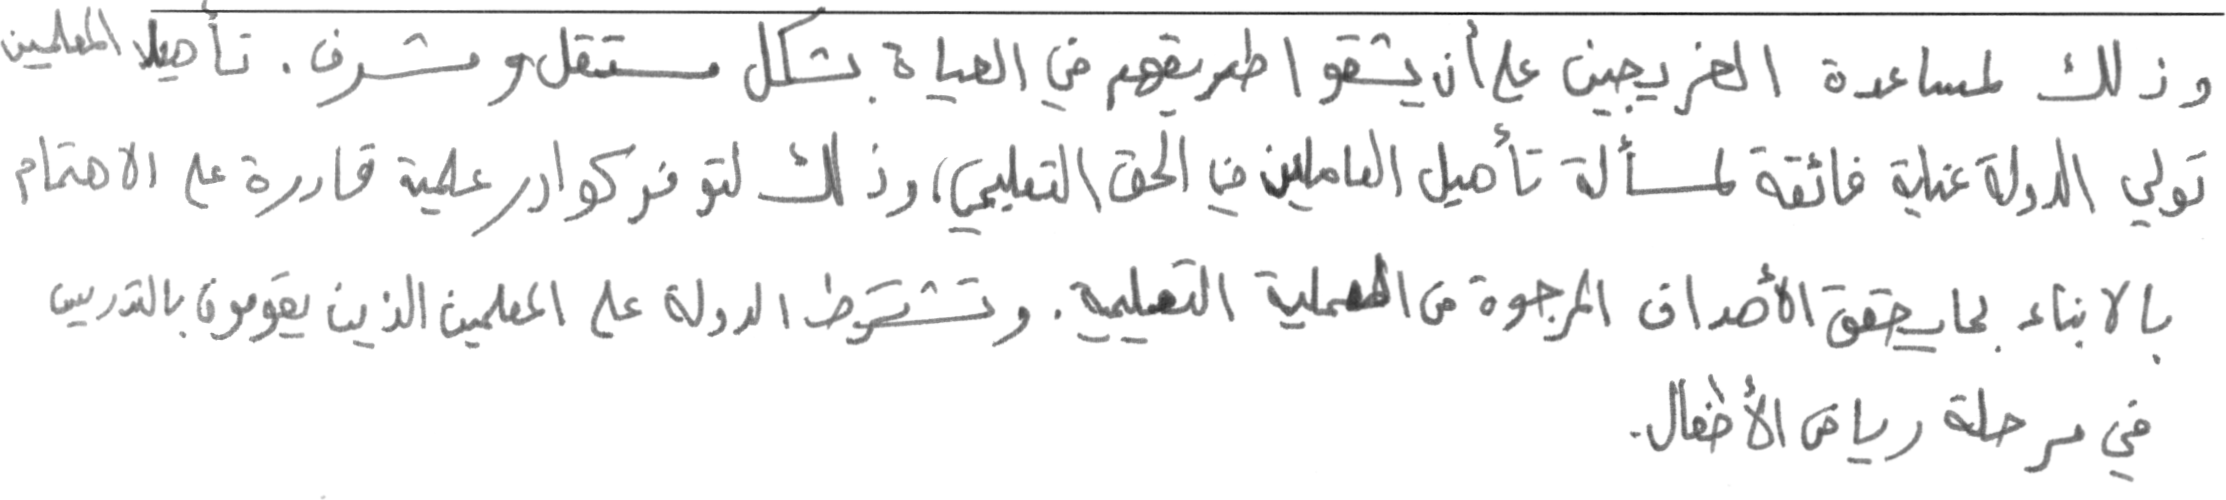 وذلك لمساعدة الخريجين على أن يشقوا طريقهم في الحياة بشكل مستقل ومشرف. تأهيل المعلمين
تولي الدولة عناية فائقة لمسألة تأهيل العاملين في الحق التعليمي، وذلك لتوفر كوادر علمية قادرة على الاهتمام
بالابناء بما يحقق الأهداف المرجوة من العملية التعليمية. وتشترط الدولة على المعلمين الذين يقومون بالتدريس
في مرحلة رياض الأطفال.